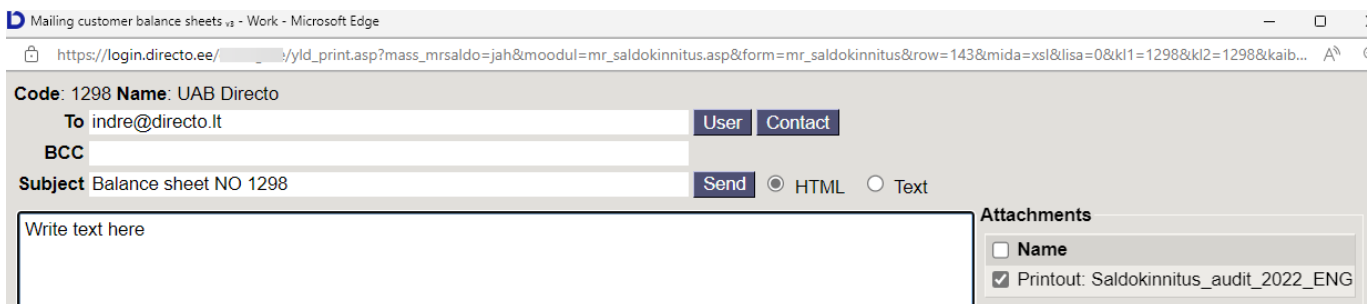 Mailing customer balance sheets v3 - Work - Microsoft Edge
https://login.directo.ee/ /yld_print.asp?mass_mrsaldo=jah&moodul=mr_saldokinnitus.asp&form=mr_saldokinnitus&row=143&mida=xsl&lisa=0&kl1=1298&kl2=1298&kaib...
Code: 1298 Name: UAB Directo
To indre@directo.lt User Contact
BCC
Subject Balance sheet NO 1298 Send HTML Text
Write text here
Attachments
Name
Printout: Saldokinnitus_audit_2022_ENG